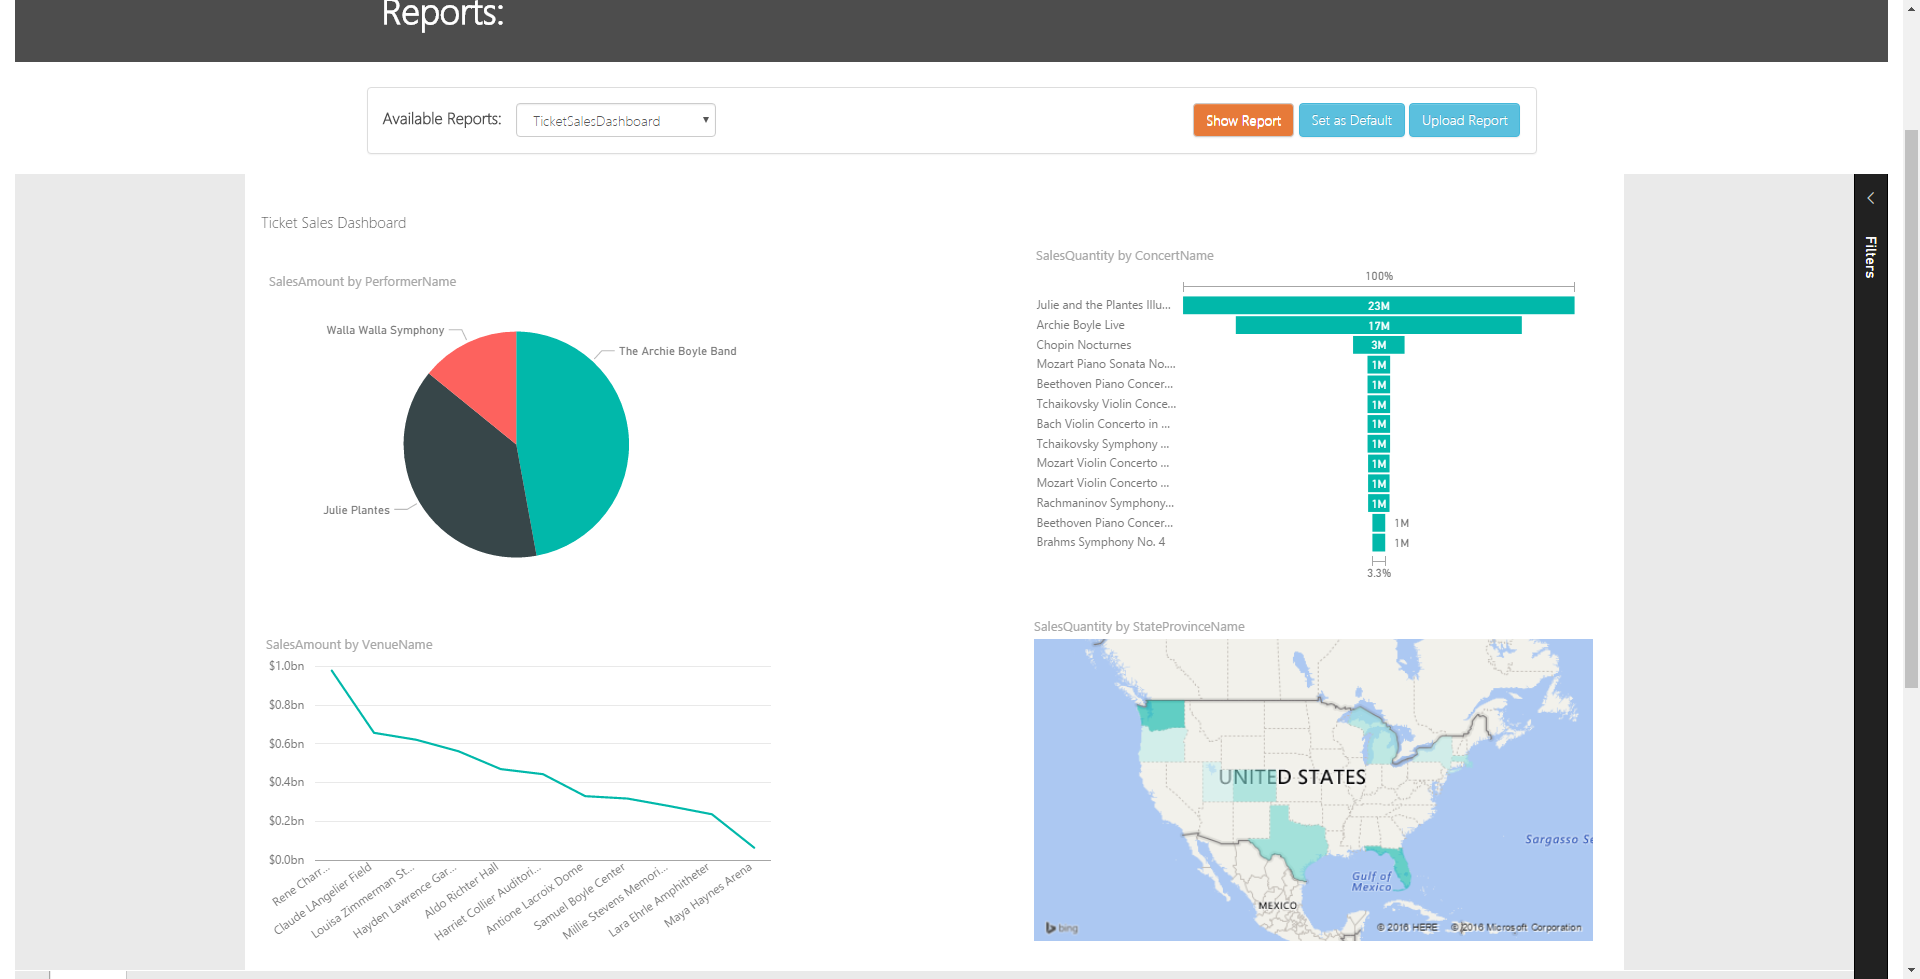 Reports:
Available Reports:
TicketSalesDashboard
Show Report
Set as Default
Upload Report
Filters
Ticket Sales Dashboard
SalesAmount by PerformerName
Walla Walla Symphony
The Archie Boyle Band
Julie Plantes
SalesQuantity by ConcertName
100%
Julie and the Plantes Illu... 23M
Archie Boyle Live 17M
Chopin Nocturnes 3M
Mozart Piano Sonata No.... 1M
Beethoven Piano Concer... 1M
Tchaikovsky Violin Conce... 1M
Bach Violin Concerto in ... 1M
Tchaikovsky Symphony ... 1M
Mozart Violin Concerto ... 1M
Mozart Violin Concerto ... 1M
Rachmaninov Symphony... 1M
Beethoven Piano Concer... 1M
Brahms Symphony No. 4 1M
3.3%
SalesAmount by VenueName
$1.0bn
$0.8bn
$0.6bn
$0.4bn
$0.2bn
$0.0bn
Rene Charr...
Claude LAngelier Field
Louisa Zimmerman St...
Hayden Lawrence Gar...
Aldo Richter Hall
Harriet Collier Auditori...
Antione Lacroix Dome
Samuel Boyle Center
Millie Stevens Memori...
Lara Ehrle Amphitheter
Maya Haynes Arena
SalesQuantity by StateProvinceName
UNITED STATES
Sargasso Se
Gulf of
Mexico
MEXICO
bing
© 2016 HERE © 2016 Microsoft Corporation